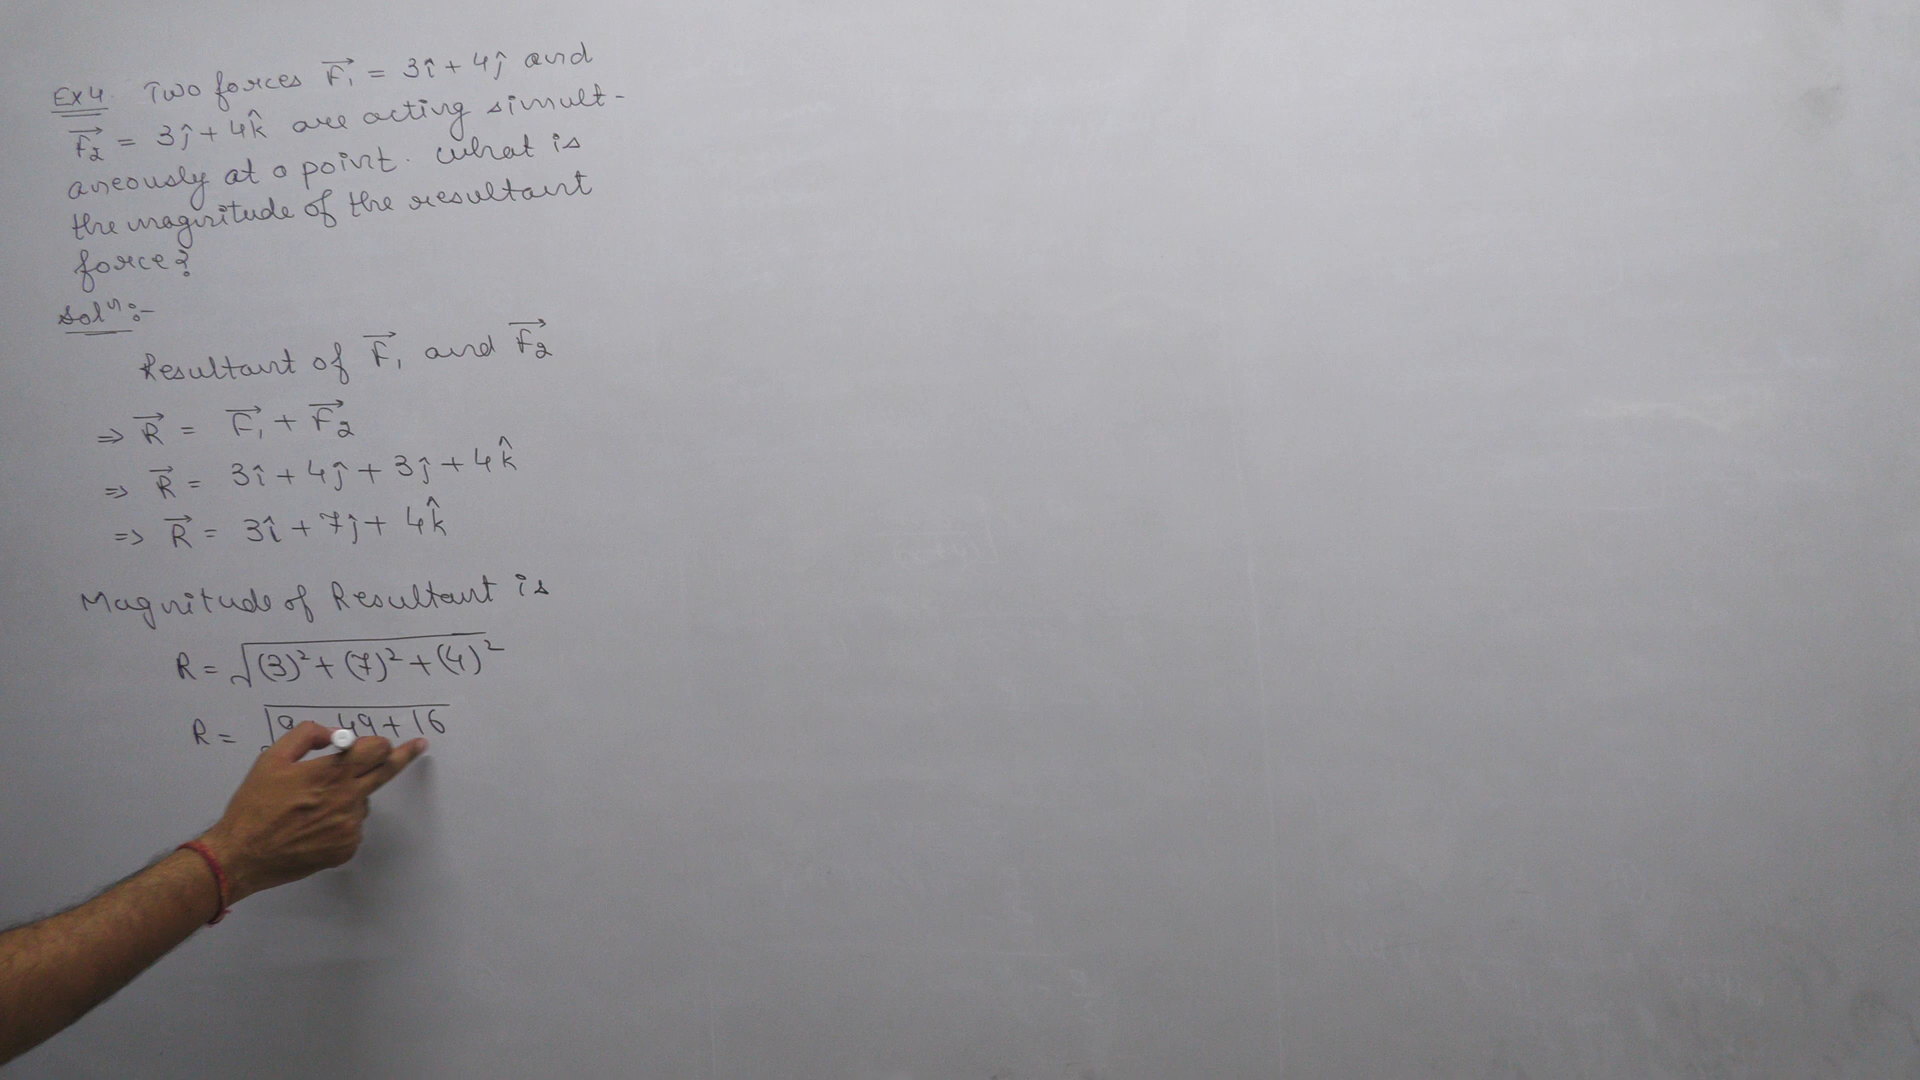 Ex4. Two forces F⃗₁ = 3î + 4ĵ and
F⃗₂ = 3ĵ + 4k̂ are acting simult-
aneously at a point. What is
the magnitude of the resultant
force?
Solⁿ:-
Resultant of F⃗₁ and F⃗₂
⇒ R⃗ = F⃗₁ + F⃗₂
⇒ R⃗ = 3î + 4ĵ + 3ĵ + 4k̂
⇒ R⃗ = 3î + 7ĵ + 4k̂
Magnitude of Resultant is
R = √(3)² + (7)² + (4)²
R = √9 49 + 16